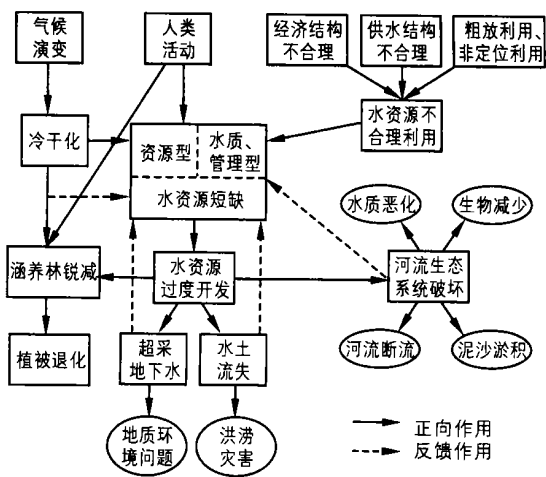 气候
演变
人类
活动
经济结构
不合理
供水结构
不合理
粗放利用、
非定位利用
冷干化
资源型
水质、
管理型
水资源短缺
水资源不
合理利用
水质恶化
生物减少
涵养林锐减
水资源
过度开发
河流生态
系统破坏
植被退化
超采
地下水
水土
流失
河流断流
泥沙淤积
地质环
境问题
洪涝
灾害
正向作用
反馈作用